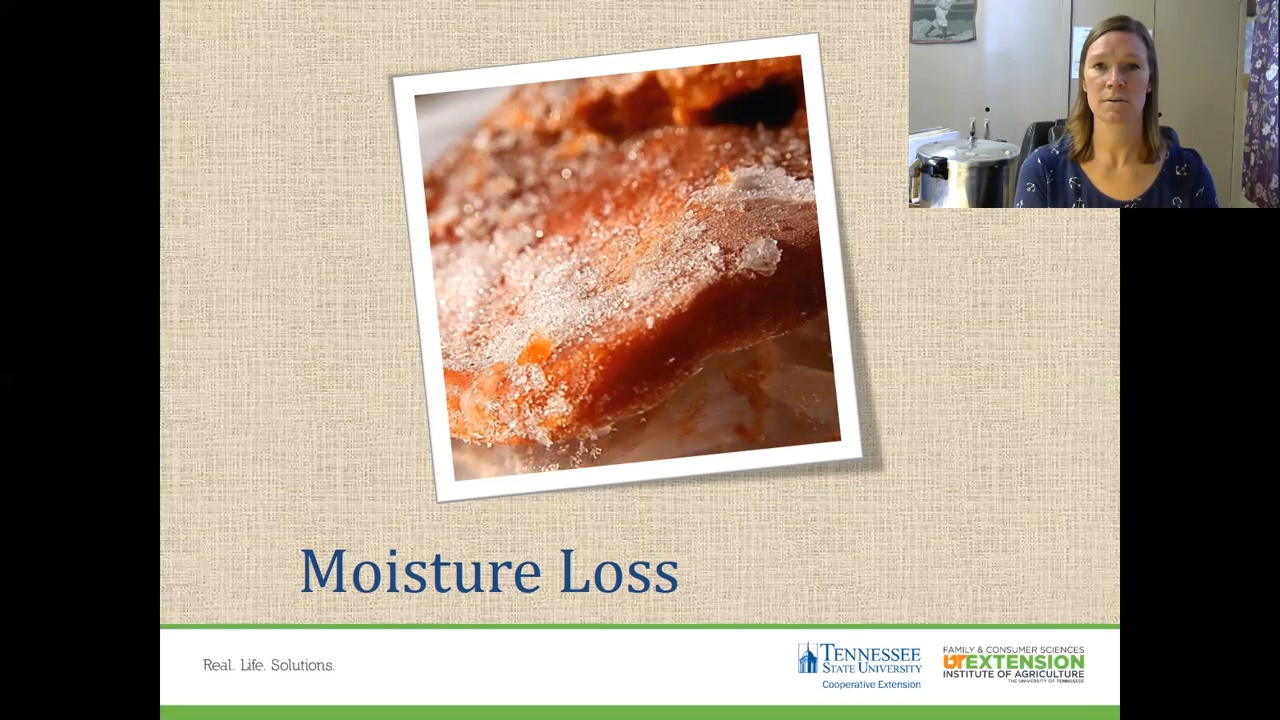 Moisture Loss
Real. Life. Solutions.
TENNESSEE
STATE UNIVERSITY
Cooperative Extension
FAMILY & CONSUMER SCIENCES
UTEXTENSION
INSTITUTE OF AGRICULTURE
THE UNIVERSITY OF TENNESSEE